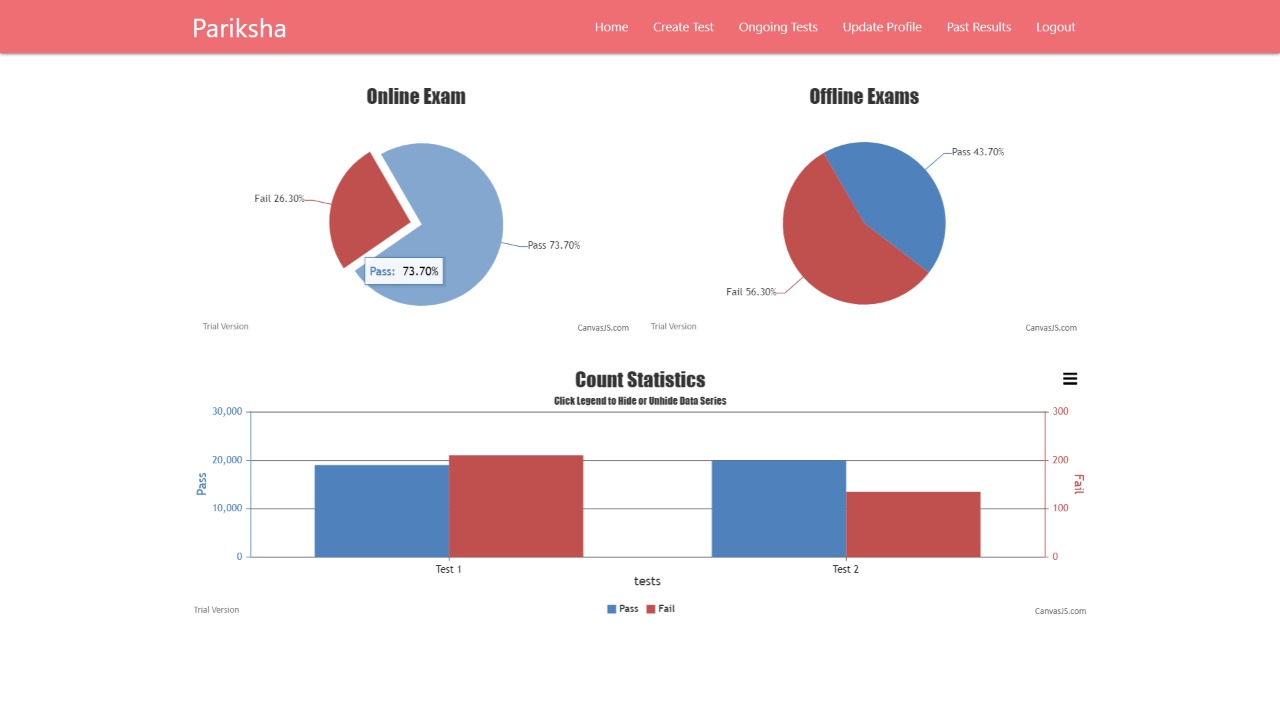 Pariksha
Home Create Test Ongoing Tests Update Profile Past Results Logout
Online Exam
Fail 26.30%
Pass 73.70%
Pass: 73.70%
Trial Version
CanvasJS.com
Offline Exams
Pass 43.70%
Fail 56.30%
Trial Version
CanvasJS.com
Count Statistics
Click Legend to Hide or Unhide Data Series
Pass
30,000
20,000
10,000
0
300
200
100
0
Fail
Test 1 Test 2
tests
Pass Fail
Trial Version
CanvasJS.com